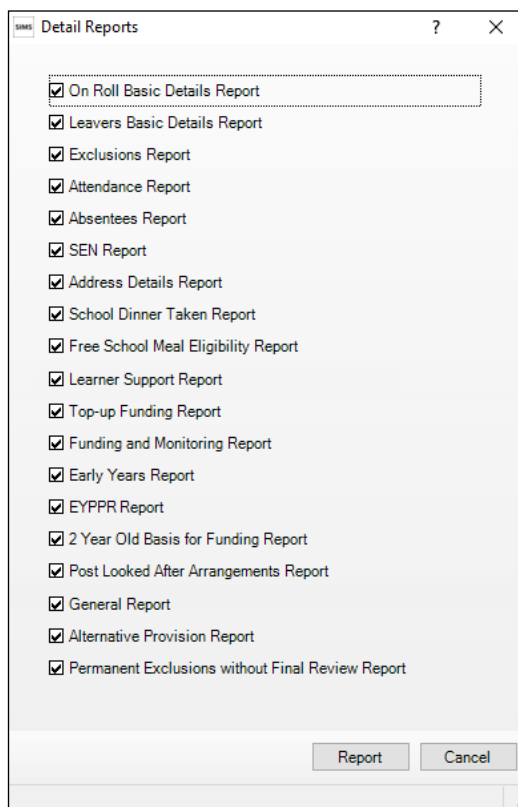 SIMS Detail Reports ?
On Roll Basic Details Report
Leavers Basic Details Report
Exclusions Report
Attendance Report
Absentees Report
SEN Report
Address Details Report
School Dinner Taken Report
Free School Meal Eligibility Report
Learner Support Report
Top-up Funding Report
Funding and Monitoring Report
Early Years Report
EYPPR Report
2 Year Old Basis for Funding Report
Post Looked After Arrangements Report
General Report
Alternative Provision Report
Permanent Exclusions without Final Review Report
Report Cancel